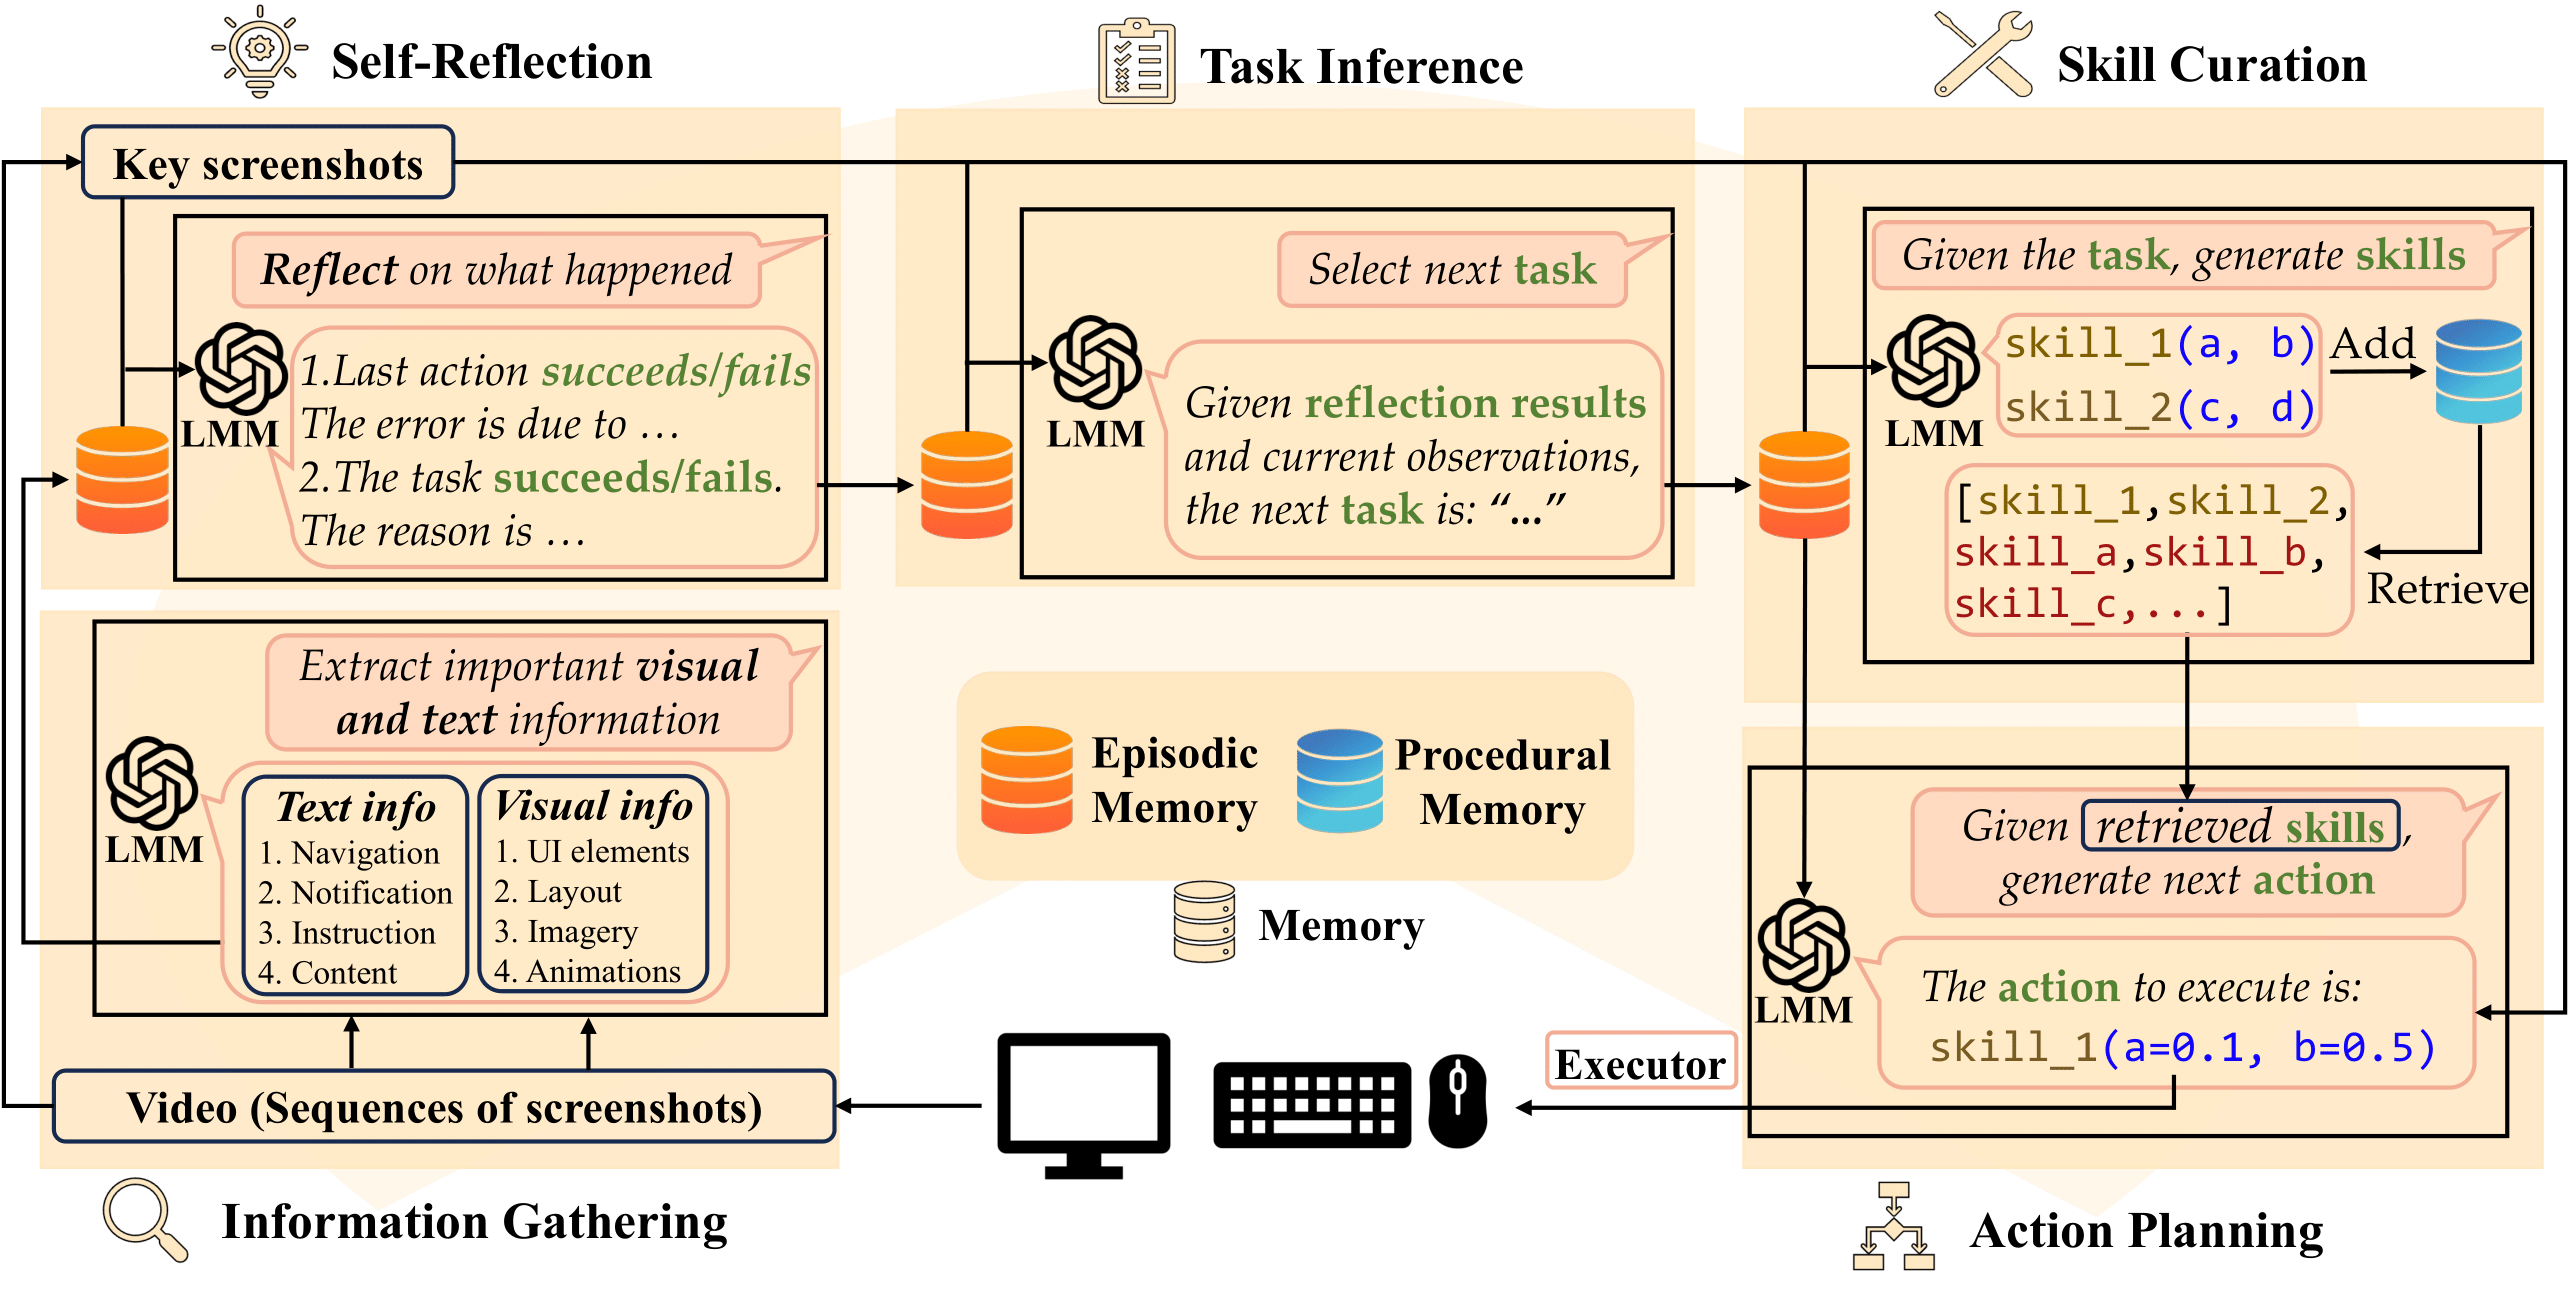 Self-Reflection
Key screenshots
Reflect on what happened
LMM
1.Last action succeeds/fails
The error is due to …
2.The task succeeds/fails.
The reason is …
Task Inference
Select next task
LMM
Given reflection results
and current observations,
the next task is: “...”
Skill Curation
Given the task, generate skills
LMM
skill_1(a, b)
skill_2(c, d)
Add
[skill_1,skill_2,
skill_a,skill_b,
skill_c,...]
Retrieve
Extract important visual
and text information
LMM
Text info
1. Navigation
2. Notification
3. Instruction
4. Content
Visual info
1. UI elements
2. Layout
3. Imagery
4. Animations
Video (Sequences of screenshots)
Information Gathering
Episodic
Memory
Procedural
Memory
Memory
Executor
Given retrieved skills,
generate next action
LMM
The action to execute is:
skill_1(a=0.1, b=0.5)
Action Planning